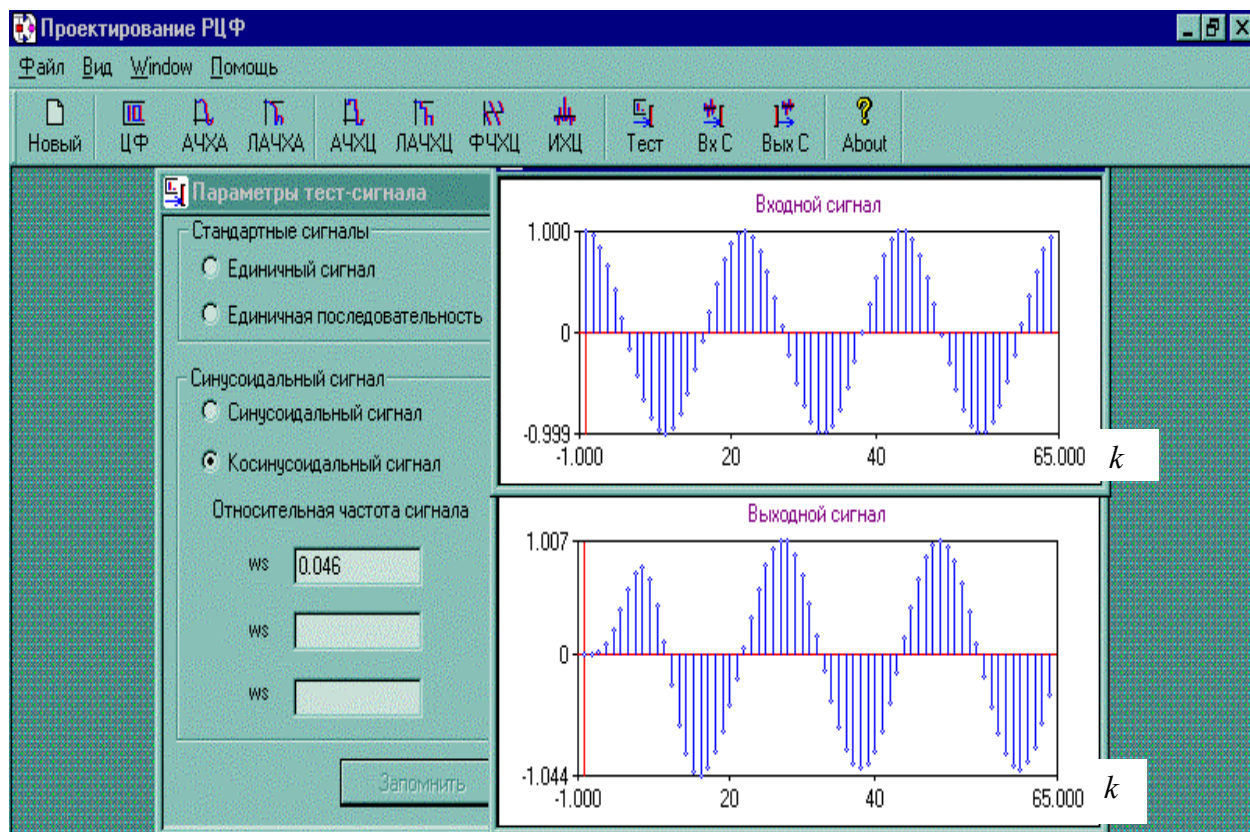 Проектирование РЦФ
Файл Вид Window Помощь
Новый ЦФ АЧХА ЛАЧХА АЧХЦ ЛАЧХЦ ФЧХЦ ИХЦ Тест Вх С Вых С About
Параметры тест-сигнала
Стандартные сигналы
Единичный сигнал
Единичная последовательность
Синусоидальный сигнал
Синусоидальный сигнал
Косинусоидальный сигнал
Относительная частота сигнала
ws 0.046
ws
ws
Запомнить
Входной сигнал
1.000
0
-0.999
-1.000 20 40 65.000 k
Выходной сигнал
1.007
0
-1.044
-1.000 20 40 65.000 k